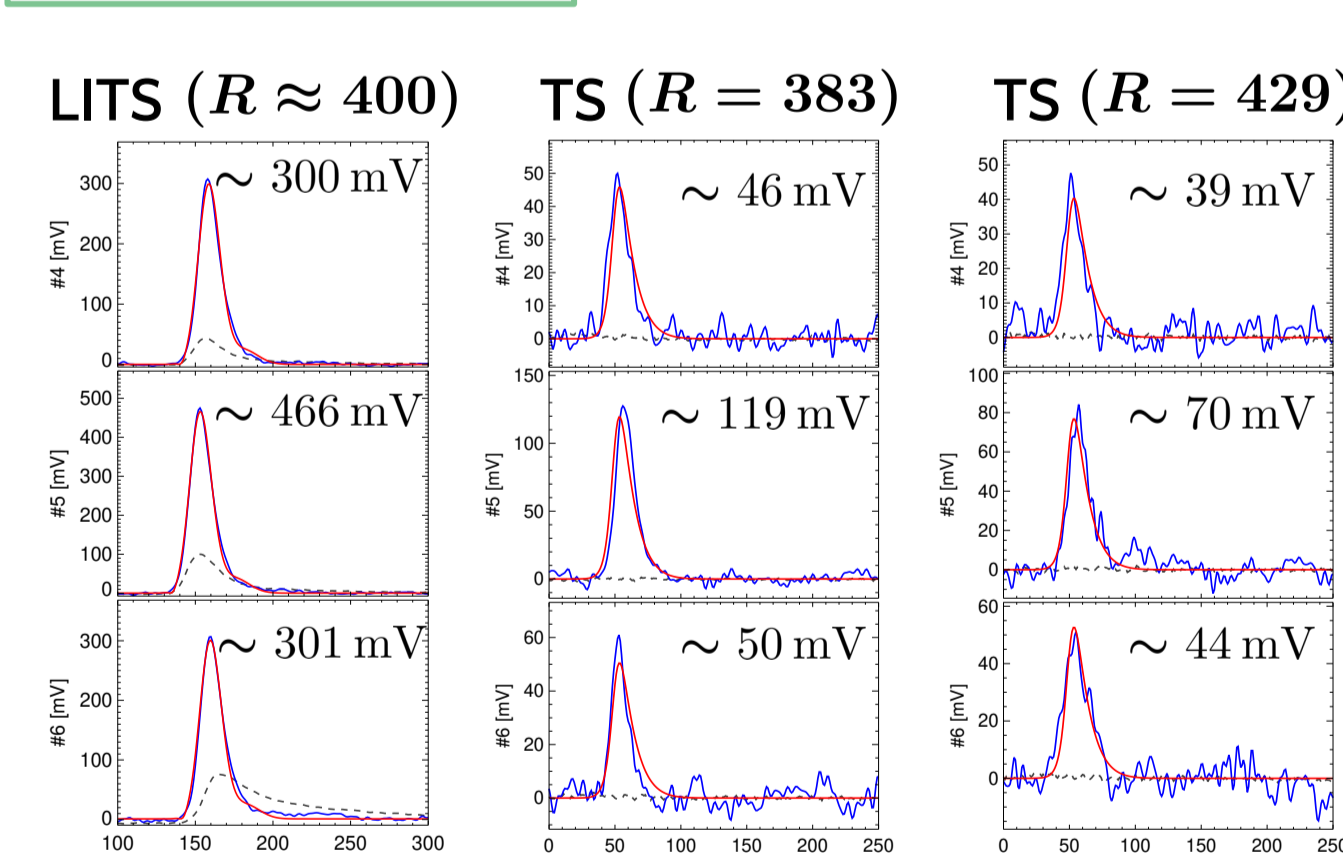 LITS (R ≈ 400)
TS (R = 383)
TS (R = 429)
#4 [mV]
300
200
100
0
~ 300 mV
#4 [mV]
50
40
30
20
10
0
~ 46 mV
#4 [mV]
50
40
30
20
10
0
~ 39 mV
#5 [mV]
500
400
300
200
100
0
~ 466 mV
#5 [mV]
150
100
50
0
~ 119 mV
#5 [mV]
100
80
60
40
20
0
~ 70 mV
#6 [mV]
300
200
100
0
~ 301 mV
#6 [mV]
60
40
20
0
~ 50 mV
#6 [mV]
60
40
20
0
~ 44 mV
100 150 200 250 300
0 50 100 150 200 250
0 50 100 150 200 250